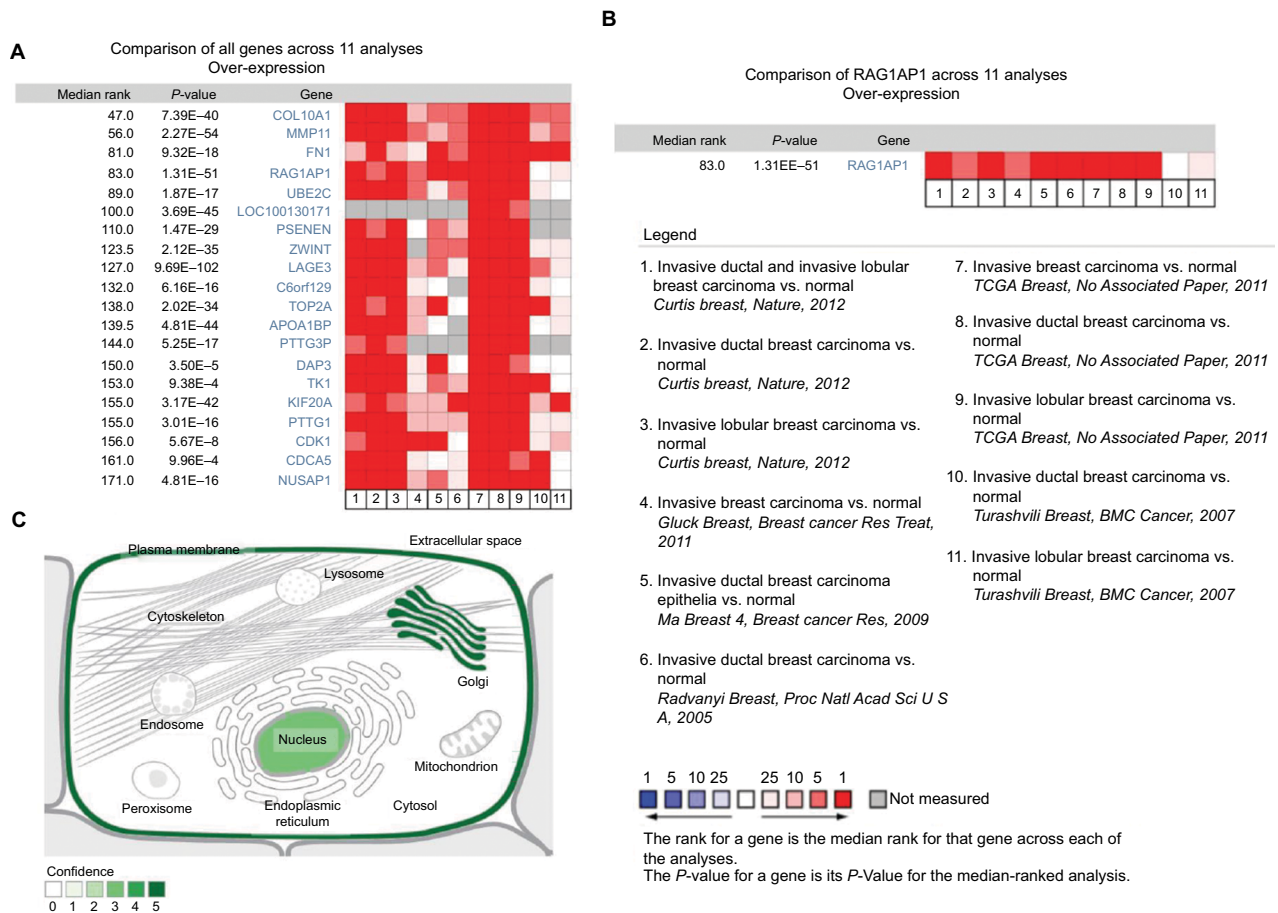 A
Comparison of all genes across 11 analyses
Over-expression
Median rank P-value Gene
47.0 7.39E–40 COL10A1
56.0 2.27E–54 MMP11
81.0 9.32E–18 FN1
83.0 1.31E–51 RAG1AP1
89.0 1.87E–17 UBE2C
100.0 3.69E–45 LOC100130171
110.0 1.47E–29 PSENEN
123.5 2.12E–35 ZWINT
127.0 9.69E–102 LAGE3
132.0 6.16E–16 C6orf129
138.0 2.02E–34 TOP2A
139.5 4.81E–44 APOA1BP
144.0 5.25E–17 PTTG3P
150.0 3.50E–5 DAP3
153.0 9.38E–4 TK1
155.0 3.17E–42 KIF20A
155.0 3.01E–16 PTTG1
156.0 5.67E–8 CDK1
161.0 9.96E–4 CDCA5
171.0 4.81E–16 NUSAP1
1 2 3 4 5 6 7 8 9 10 11
B
Comparison of RAG1AP1 across 11 analyses
Over-expression
Median rank P-value Gene
83.0 1.31EE–51 RAG1AP1
1 2 3 4 5 6 7 8 9 10 11
Legend
1. Invasive ductal and invasive lobular
breast carcinoma vs. normal
Curtis breast, Nature, 2012
2. Invasive ductal breast carcinoma vs.
normal
Curtis breast, Nature, 2012
3. Invasive lobular breast carcinoma vs.
normal
Curtis breast, Nature, 2012
4. Invasive breast carcinoma vs. normal
Gluck Breast, Breast cancer Res Treat,
2011
5. Invasive ductal breast carcinoma
epithelia vs. normal
Ma Breast 4, Breast cancer Res, 2009
6. Invasive ductal breast carcinoma vs.
normal
Radvanyi Breast, Proc Natl Acad Sci U S
A, 2005
7. Invasive breast carcinoma vs. normal
TCGA Breast, No Associated Paper, 2011
8. Invasive ductal breast carcinoma vs.
normal
TCGA Breast, No Associated Paper, 2011
9. Invasive lobular breast carcinoma vs.
normal
TCGA Breast, No Associated Paper, 2011
10. Invasive ductal breast carcinoma vs.
normal
Turashvili Breast, BMC Cancer, 2007
11. Invasive lobular breast carcinoma vs.
normal
Turashvili Breast, BMC Cancer, 2007
1 5 10 25 25 10 5 1
Not measured
The rank for a gene is the median rank for that gene across each of
the analyses.
The P-value for a gene is its P-Value for the median-ranked analysis.
C
Plasma membrane
Extracellular space
Lysosome
Cytoskeleton
Golgi
Endosome
Nucleus
Mitochondrion
Peroxisome
Endoplasmic
reticulum
Cytosol
Confidence
0 1 2 3 4 5